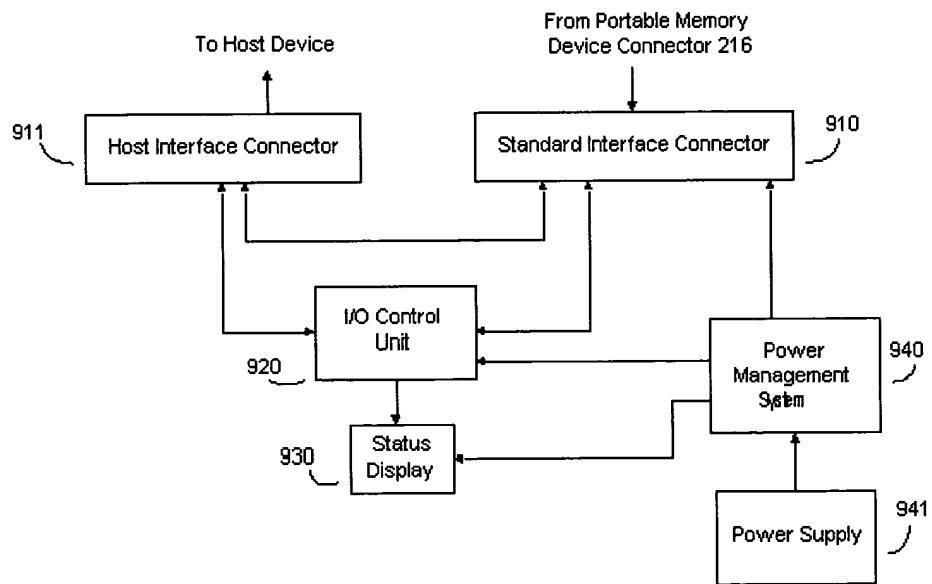 From Portable Memory
Device Connector 216
To Host Device
911
Host Interface Connector
Standard Interface Connector
910
I/O Control
Unit
920
Power
Management
System
940
930
Status
Display
Power Supply
941